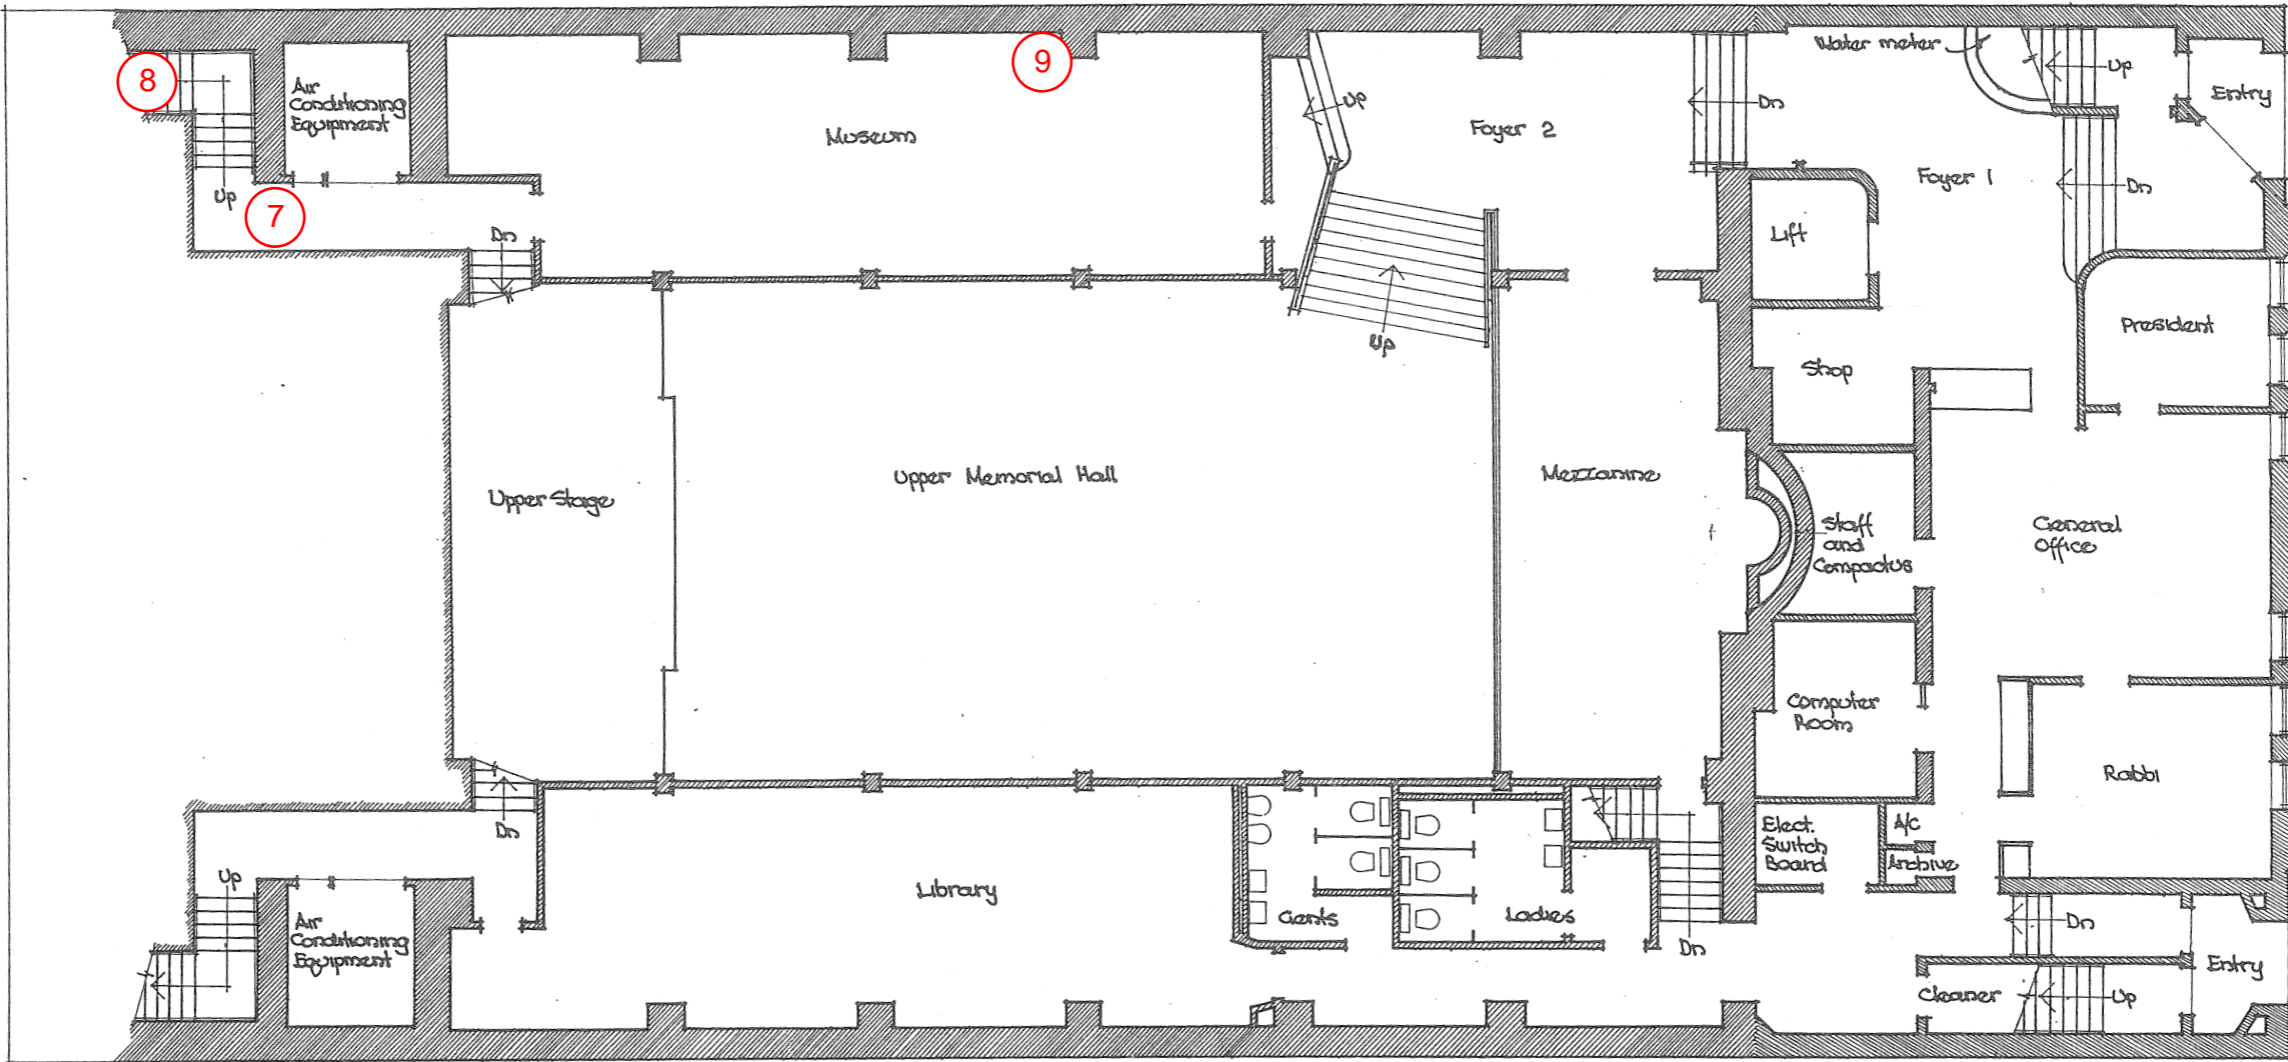 8
Up
7
Air
Conditioning
Equipment
Dn
Museum
9
Up
Foyer 2
Up
Dn
Water meter
Up
Entry
Foyer 1
Dn
Lift
President
Shop
Upper Stage
Upper Memorial Hall
Mezzanine
Staff
and
Compactus
General
Office
Computer
Room
Rabbi
Elect.
Switch
Board
A/C
Archive
Dn
Up
Air
Conditioning
Equipment
Library
Gents
Ladies
Dn
Dn
Entry
Cleaner
Up